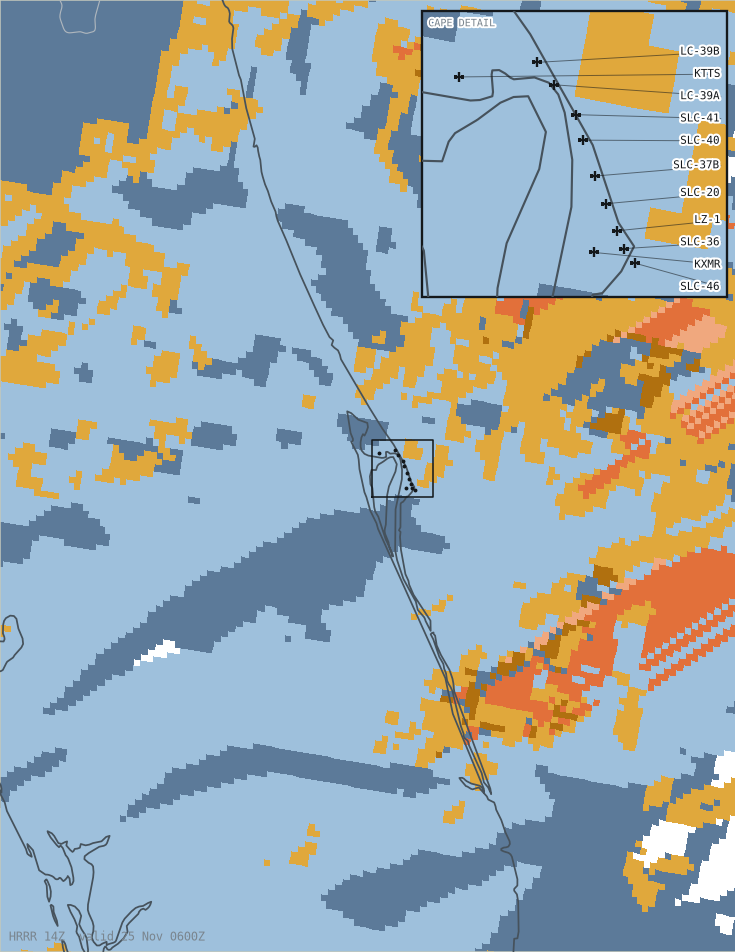 CAPE DETAIL
LC-39B
KTTS
LC-39A
SLC-41
SLC-40
SLC-37B
SLC-20
LZ-1
SLC-36
KXMR
SLC-46
HRRR 14Z valid 25 Nov 0600Z